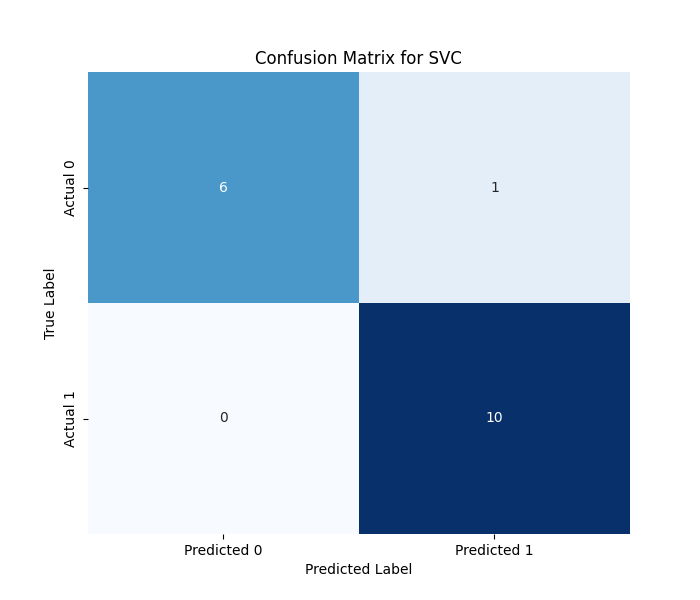 Confusion Matrix for SVC
True Label
Actual 0
6
1
Actual 1
0
10
Predicted 0
Predicted 1
Predicted Label